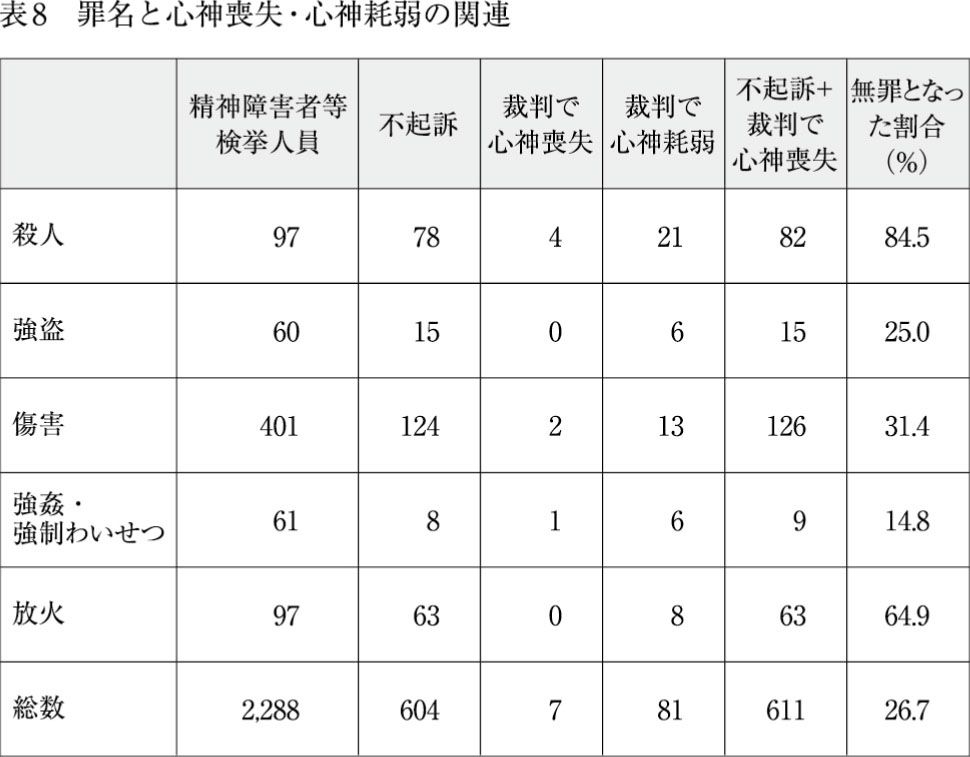 表8　罪名と心神喪失・心神耗弱の関連
精神障害者等
検挙人員
不起訴
裁判で
心神喪失
裁判で
心神耗弱
不起訴+
裁判で
心神喪失
無罪となっ
た割合
（%）
殺人 97 78 4 21 82 84.5
強盗 60 15 0 6 15 25.0
傷害 401 124 2 13 126 31.4
強姦・
強制わいせつ 61 8 1 6 9 14.8
放火 97 63 0 8 63 64.9
総数 2,288 604 7 81 611 26.7